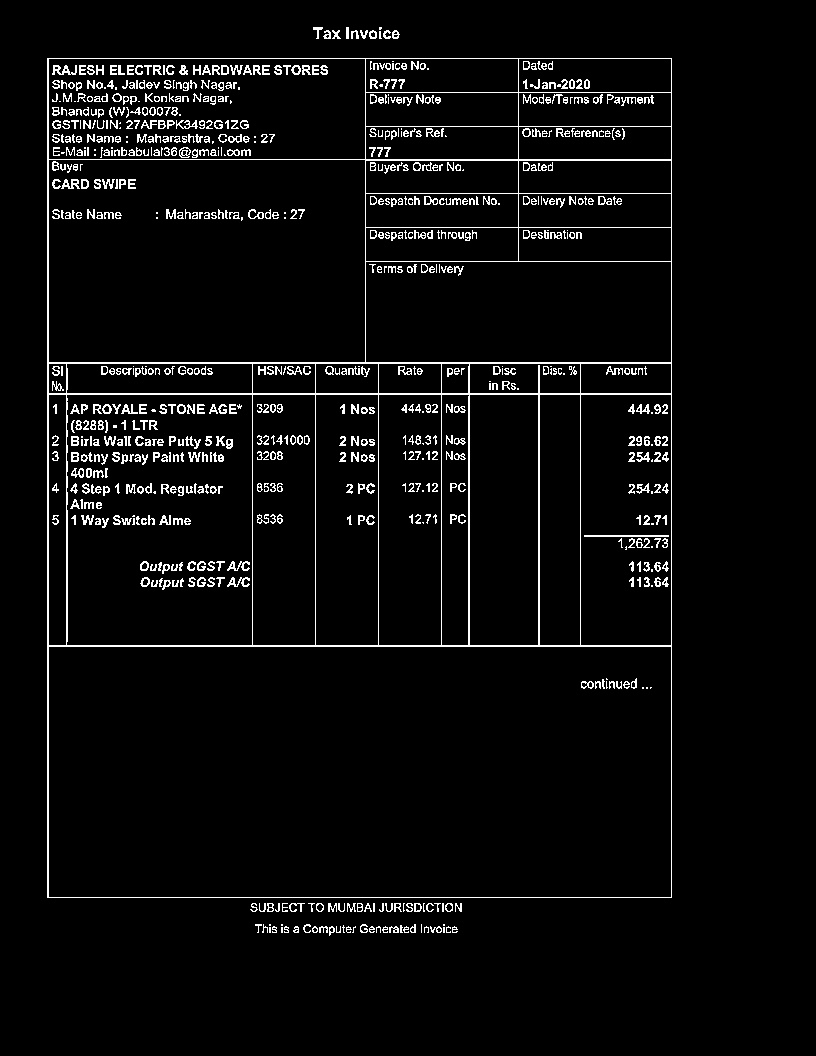 Tax Invoice
RAJESH ELECTRIC & HARDWARE STORES
Shop No.4, Jaldev Singh Nagar,
J.M.Road Opp. Konkan Nagar,
Bhandup (W)-400078.
GSTIN/UIN: 27AFBPK3492G1ZG
State Name : Maharashtra, Code : 27
E-Mail : jainbabulal36@gmail.com
Invoice No.
R-777
Dated
1-Jan-2020
Delivery Note
Mode/Terms of Payment
Supplier's Ref.
777
Other Reference(s)
Buyer
CARD SWIPE
State Name : Maharashtra, Code : 27
Buyer's Order No.
Dated
Despatch Document No.
Delivery Note Date
Despatched through
Destination
Terms of Delivery
Sl No. Description of Goods HSN/SAC Quantity Rate per Disc in Rs. Disc. % Amount
1 AP ROYALE - STONE AGE* 3209 1 Nos 444.92 Nos 444.92
(8288) - 1 LTR
2 Birla Wall Care Putty 5 Kg 32141000 2 Nos 148.31 Nos 296.62
3 Botny Spray Paint White 3208 2 Nos 127.12 Nos 254.24
400ml
4 4 Step 1 Mod. Regulator 8536 2 PC 127.12 PC 254.24
Alme
5 1 Way Switch Alme 8536 1 PC 12.71 PC 12.71
1,262.73
Output CGST A/C 113.64
Output SGST A/C 113.64
continued ...
SUBJECT TO MUMBAI JURISDICTION
This is a Computer Generated Invoice